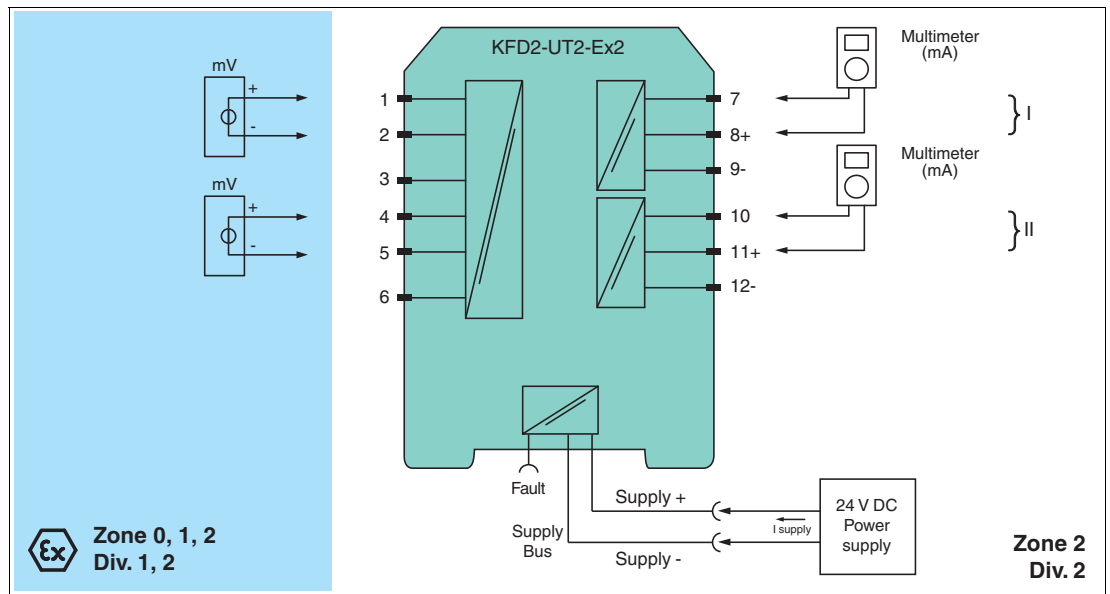 KFD2-UT2-Ex2
mV
+
-
mV
+
-
1
2
3
4
5
6
7
8+
9-
10
11+
12-
Multimeter
(mA)
I
Multimeter
(mA)
II
Fault
Supply +
Supply
Bus
Supply -
I supply
24 V DC
Power
supply
Ex
Zone 0, 1, 2
Div. 1, 2
Zone 2
Div. 2